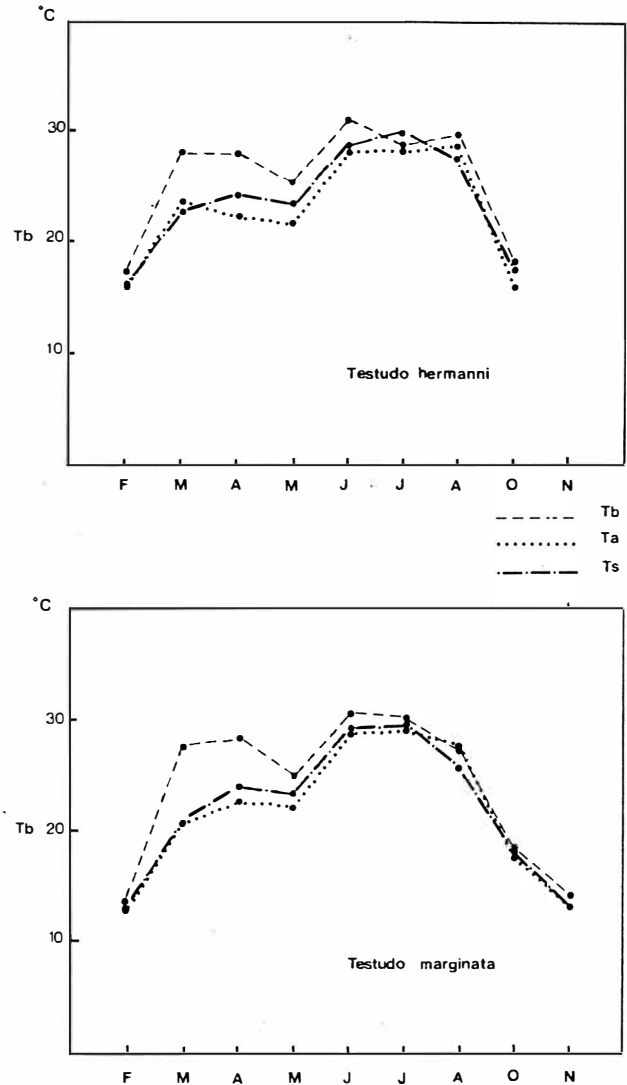 °C
30
Tb 20
10
Testudo hermanni
F M A M J J A O N
Tb
Ta
Ts
°C
30
Tb 20
10
Testudo marginata
F M A M J J A O N